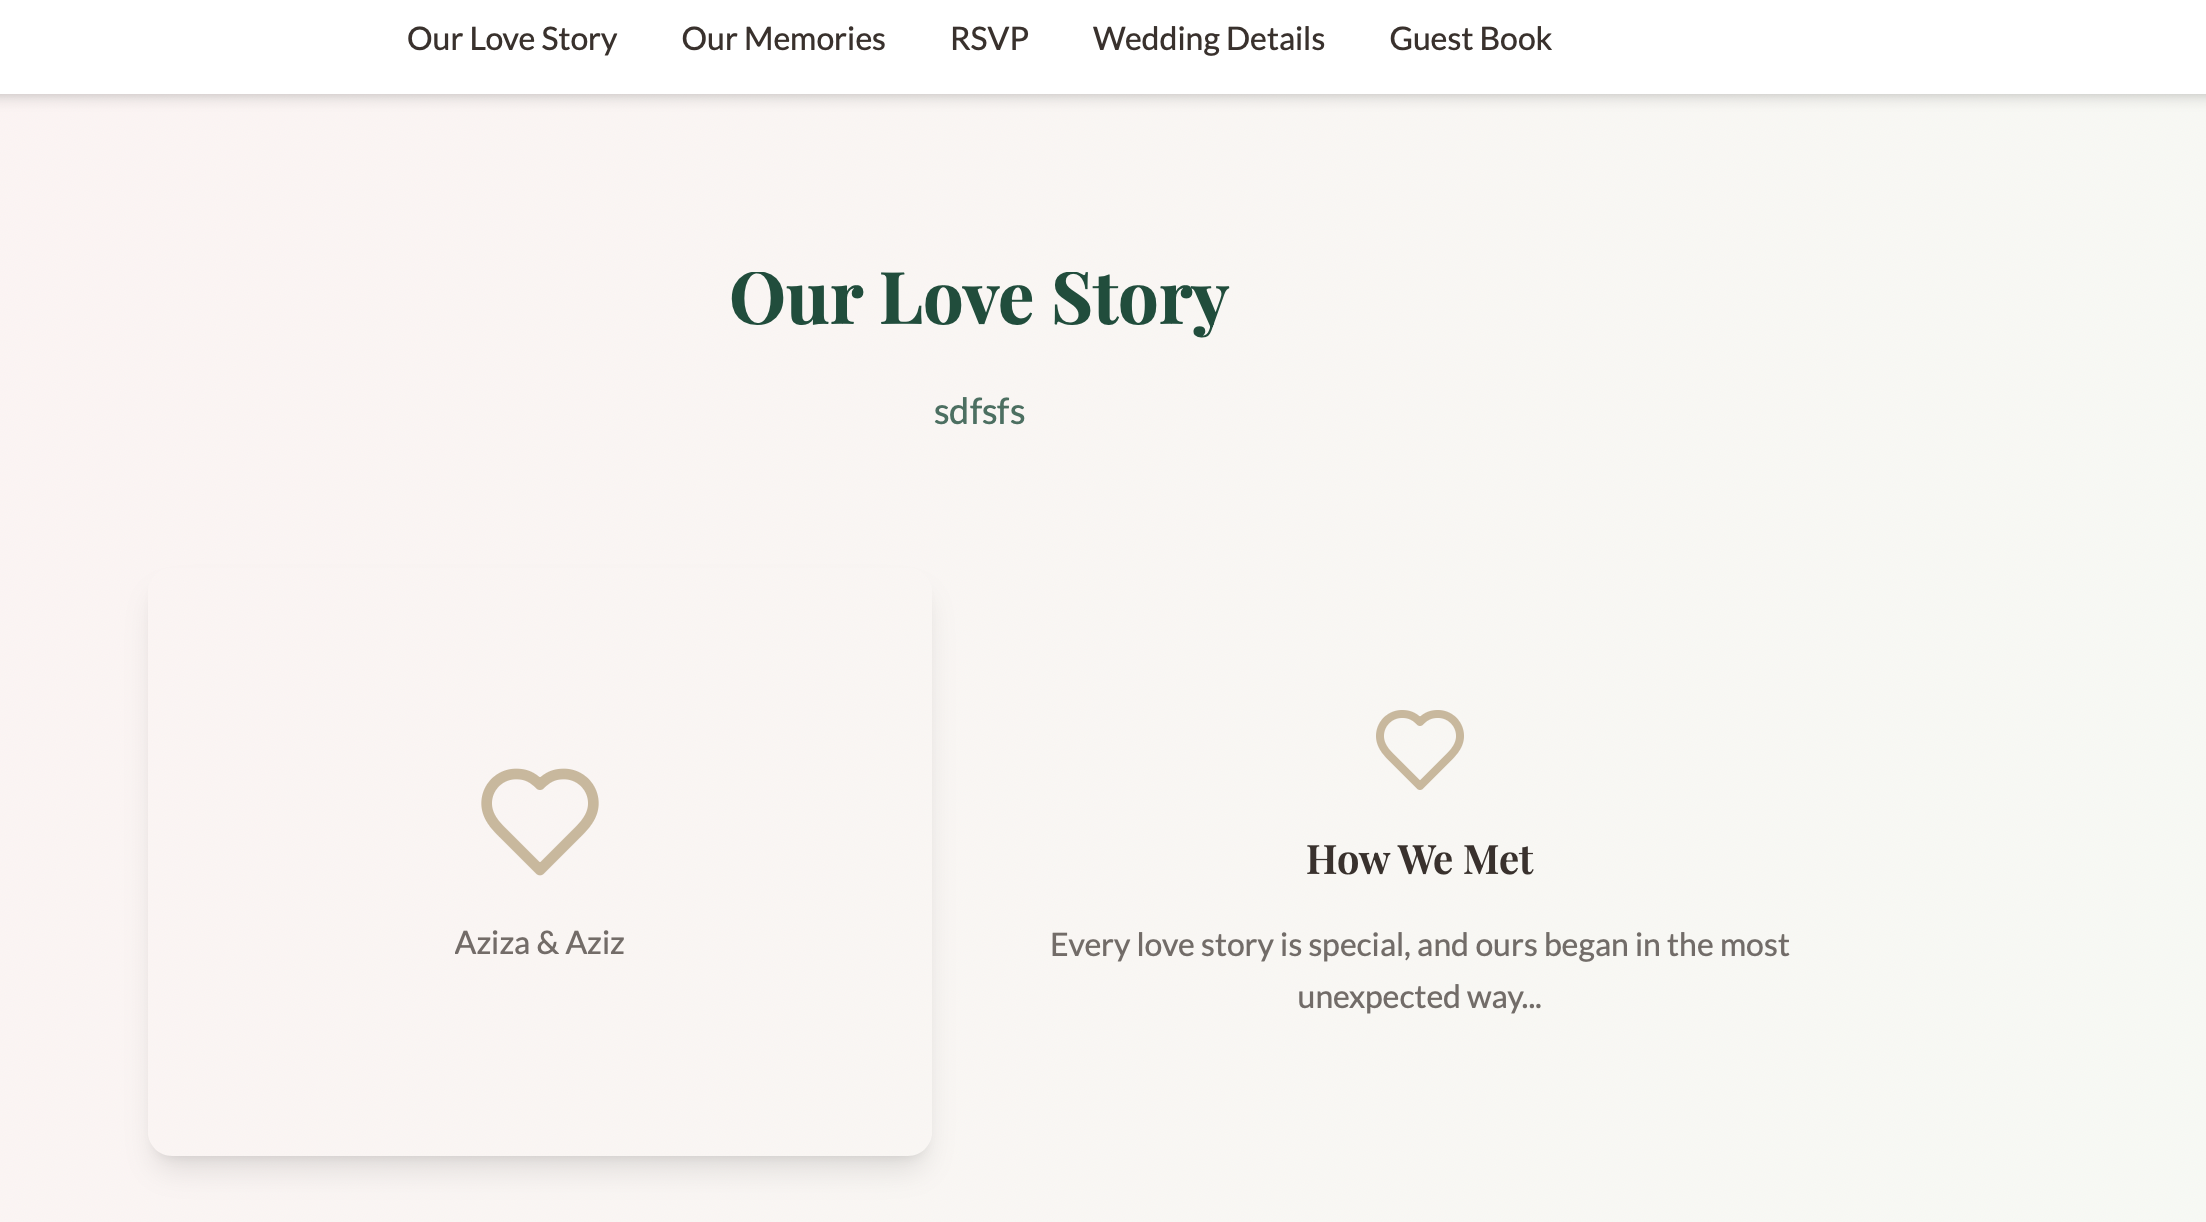 Our Love Story Our Memories RSVP Wedding Details Guest Book
Our Love Story
sdfsfs
Aziza & Aziz
How We Met
Every love story is special, and ours began in the most
unexpected way...